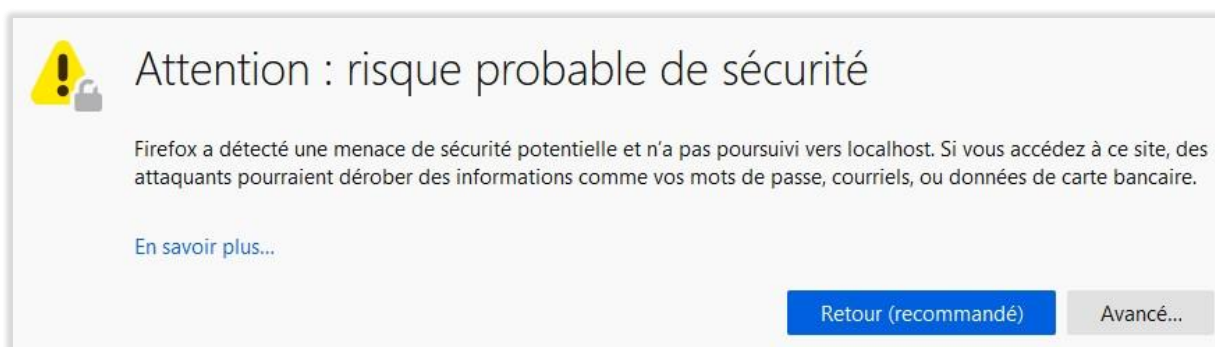 Attention : risque probable de sécurité
Firefox a détecté une menace de sécurité potentielle et n’a pas poursuivi vers localhost. Si vous accédez à ce site, des
attaquants pourraient dérober des informations comme vos mots de passe, courriels, ou données de carte bancaire.
En savoir plus...
Retour (recommandé) Avancé...